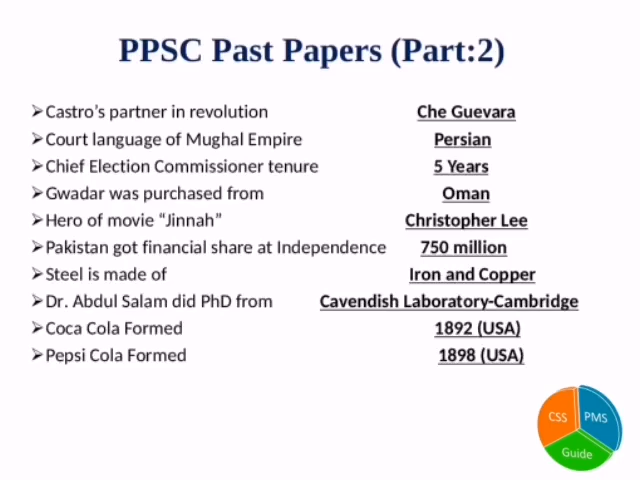 PPSC Past Papers (Part:2)
➢Castro’s partner in revolution Che Guevara
➢Court language of Mughal Empire Persian
➢Chief Election Commissioner tenure 5 Years
➢Gwadar was purchased from Oman
➢Hero of movie “Jinnah” Christopher Lee
➢Pakistan got financial share at Independence 750 million
➢Steel is made of Iron and Copper
➢Dr. Abdul Salam did PhD from Cavendish Laboratory-Cambridge
➢Coca Cola Formed 1892 (USA)
➢Pepsi Cola Formed 1898 (USA)
CSS PMS
Guide